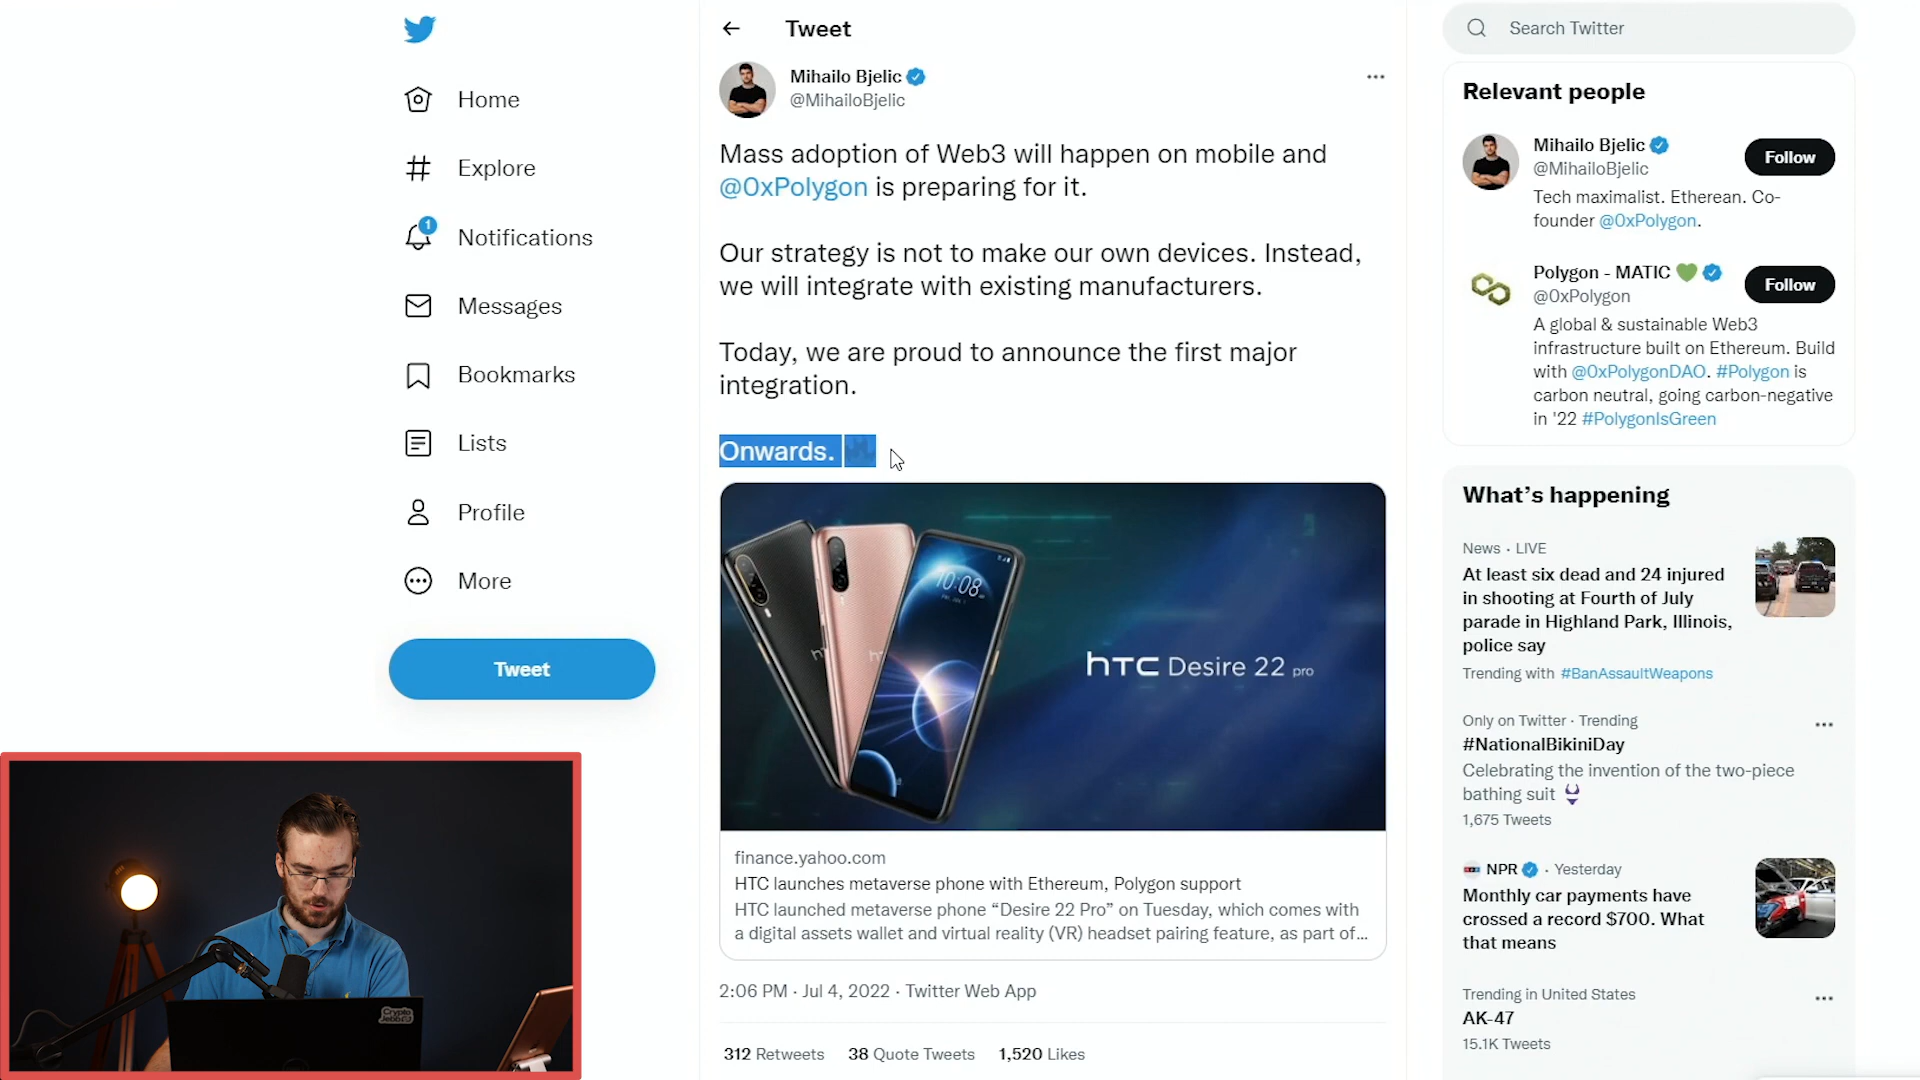 Home
Explore
1
Notifications
Messages
Bookmarks
Lists
Profile
More
Tweet
Tweet
Mihailo Bjelic
@MihailoBjelic
Mass adoption of Web3 will happen on mobile and
@0xPolygon is preparing for it.
Our strategy is not to make our own devices. Instead,
we will integrate with existing manufacturers.
Today, we are proud to announce the first major
integration.
Onwards.
10:08
hTC Desire 22 pro
finance.yahoo.com
HTC launches metaverse phone with Ethereum, Polygon support
HTC launched metaverse phone “Desire 22 Pro” on Tuesday, which comes with
a digital assets wallet and virtual reality (VR) headset pairing feature, as part of...
2:06 PM · Jul 4, 2022 · Twitter Web App
312 Retweets 38 Quote Tweets 1,520 Likes
Search Twitter
Relevant people
Mihailo Bjelic
@MihailoBjelic
Follow
Tech maximalist. Etherean. Co-
founder @0xPolygon.
Polygon - MATIC
@0xPolygon
Follow
A global & sustainable Web3
infrastructure built on Ethereum. Build
with @0xPolygonDAO. #Polygon is
carbon neutral, going carbon-negative
in '22 #PolygonIsGreen
What’s happening
News · LIVE
At least six dead and 24 injured
in shooting at Fourth of July
parade in Highland Park, Illinois,
police say
Trending with #BanAssaultWeapons
Only on Twitter · Trending
#NationalBikiniDay
Celebrating the invention of the two-piece
bathing suit
1,675 Tweets
NPR · Yesterday
Monthly car payments have
crossed a record $700. What
that means
Trending in United States
AK-47
15.1K Tweets
Crypto